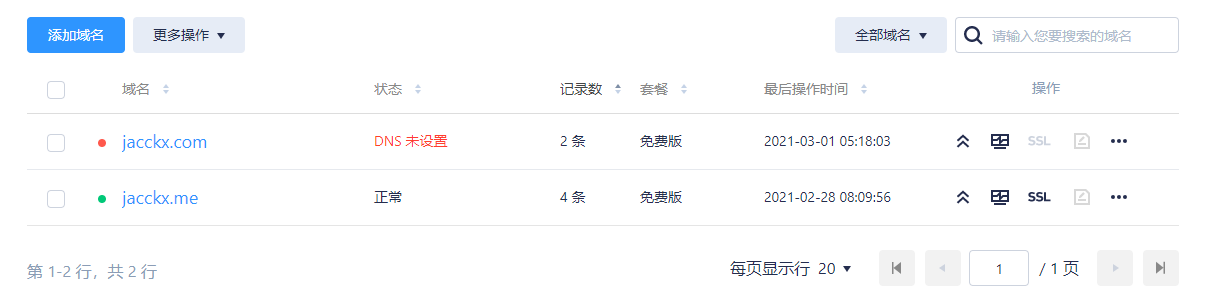 添加域名 更多操作 全部域名 请输入您要搜索的域名
域名 状态 记录数 套餐 最后操作时间 操作
jacckx.com DNS 未设置 2 条 免费版 2021-03-01 05:18:03 SSL
jacckx.me 正常 4 条 免费版 2021-02-28 08:09:56 SSL
第 1-2 行，共 2 行 每页显示行 20 1 / 1 页